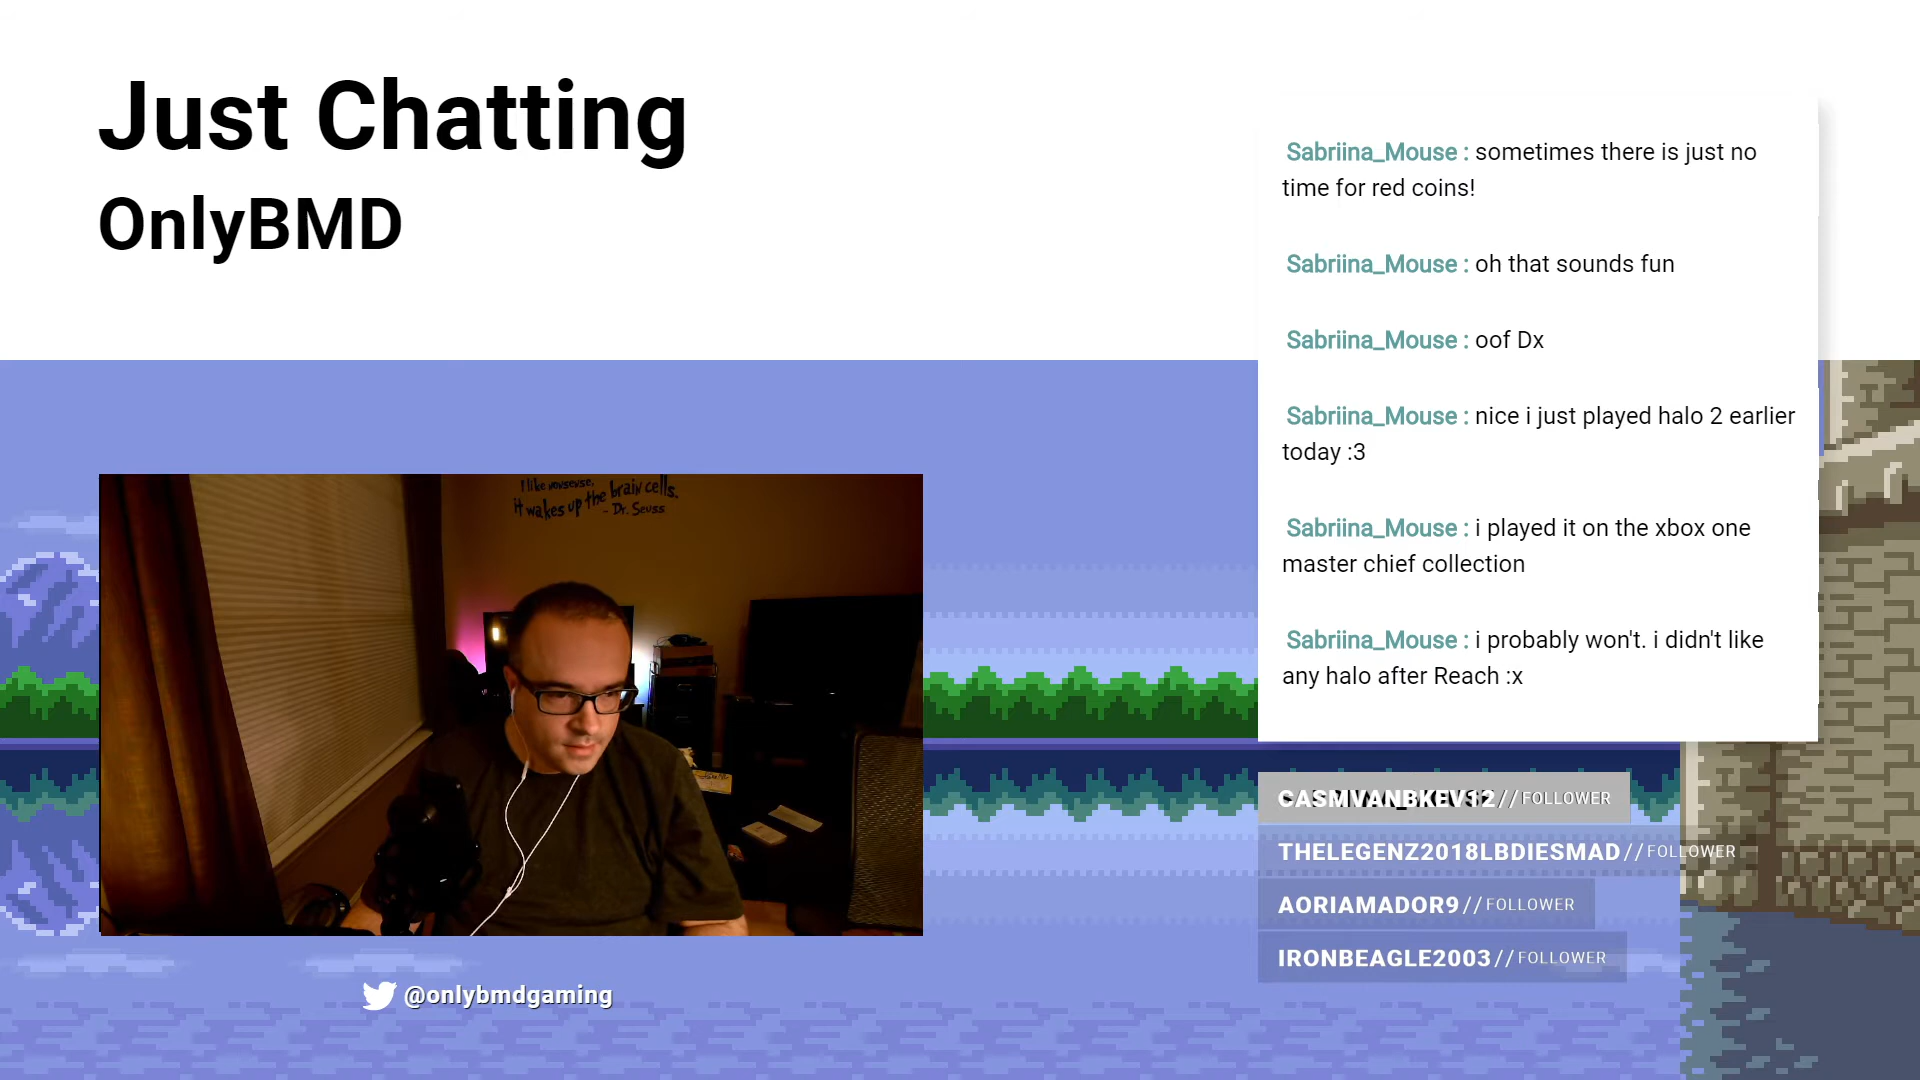 Just Chatting
OnlyBMD
Sabriina_Mouse : sometimes there is just no
time for red coins!
Sabriina_Mouse : oh that sounds fun
Sabriina_Mouse : oof Dx
Sabriina_Mouse : nice i just played halo 2 earlier
today :3
Sabriina_Mouse : i played it on the xbox one
master chief collection
Sabriina_Mouse : i probably won't. i didn't like
any halo after Reach :x
I like nonsense,
it wakes up the brain cells.
- Dr. Seuss
//FOLLOWER
THELEGENZ2018LBDIESMAD//FOLLOWER
AORIAMADOR9//FOLLOWER
IRONBEAGLE2003//FOLLOWER
@onlybmdgaming